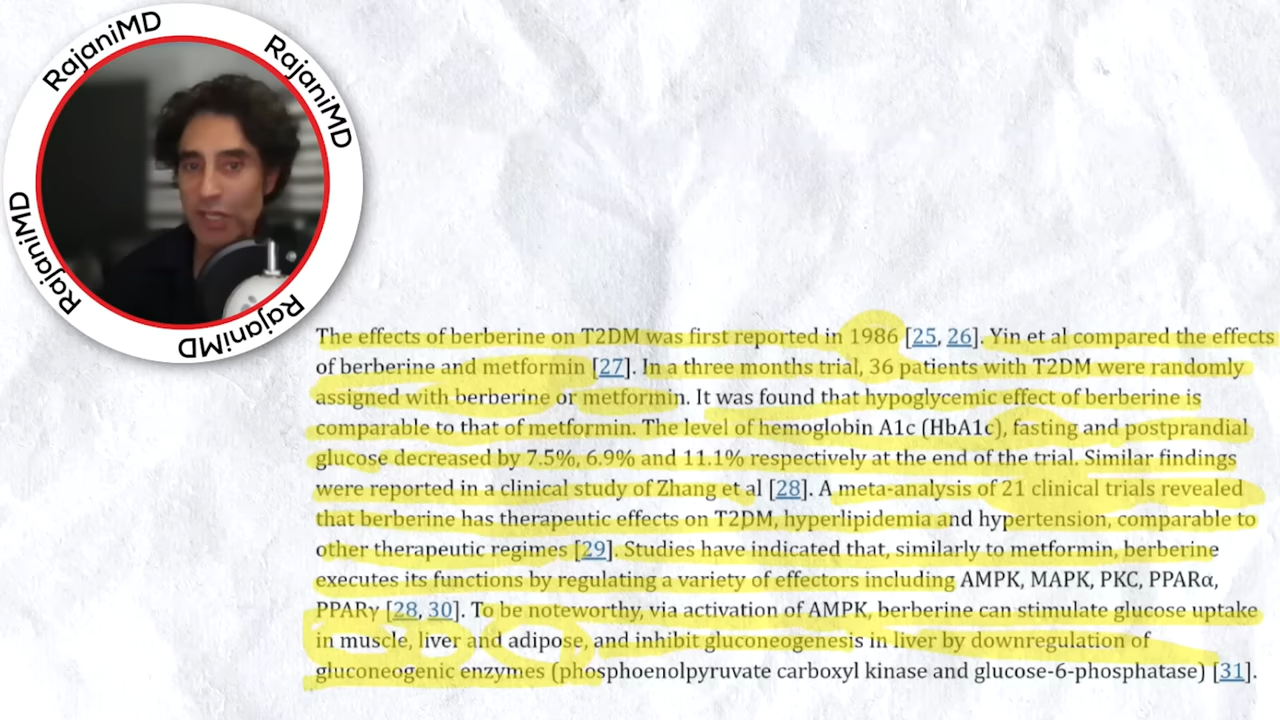 RajaniMD
RajaniMD
RajaniMD
RajaniMD
RajaniMD
The effects of berberine on T2DM was first reported in 1986 [25, 26]. Yin et al compared the effects
of berberine and metformin [27]. In a three months trial, 36 patients with T2DM were randomly
assigned with berberine or metformin. It was found that hypoglycemic effect of berberine is
comparable to that of metformin. The level of hemoglobin A1c (HbA1c), fasting and postprandial
glucose decreased by 7.5%, 6.9% and 11.1% respectively at the end of the trial. Similar findings
were reported in a clinical study of Zhang et al [28]. A meta-analysis of 21 clinical trials revealed
that berberine has therapeutic effects on T2DM, hyperlipidemia and hypertension, comparable to
other therapeutic regimes [29]. Studies have indicated that, similarly to metformin, berberine
executes its functions by regulating a variety of effectors including AMPK, MAPK, PKC, PPARα,
PPARγ [28, 30]. To be noteworthy, via activation of AMPK, berberine can stimulate glucose uptake
in muscle, liver and adipose, and inhibit gluconeogenesis in liver by downregulation of
gluconeogenic enzymes (phosphoenolpyruvate carboxyl kinase and glucose-6-phosphatase) [31].